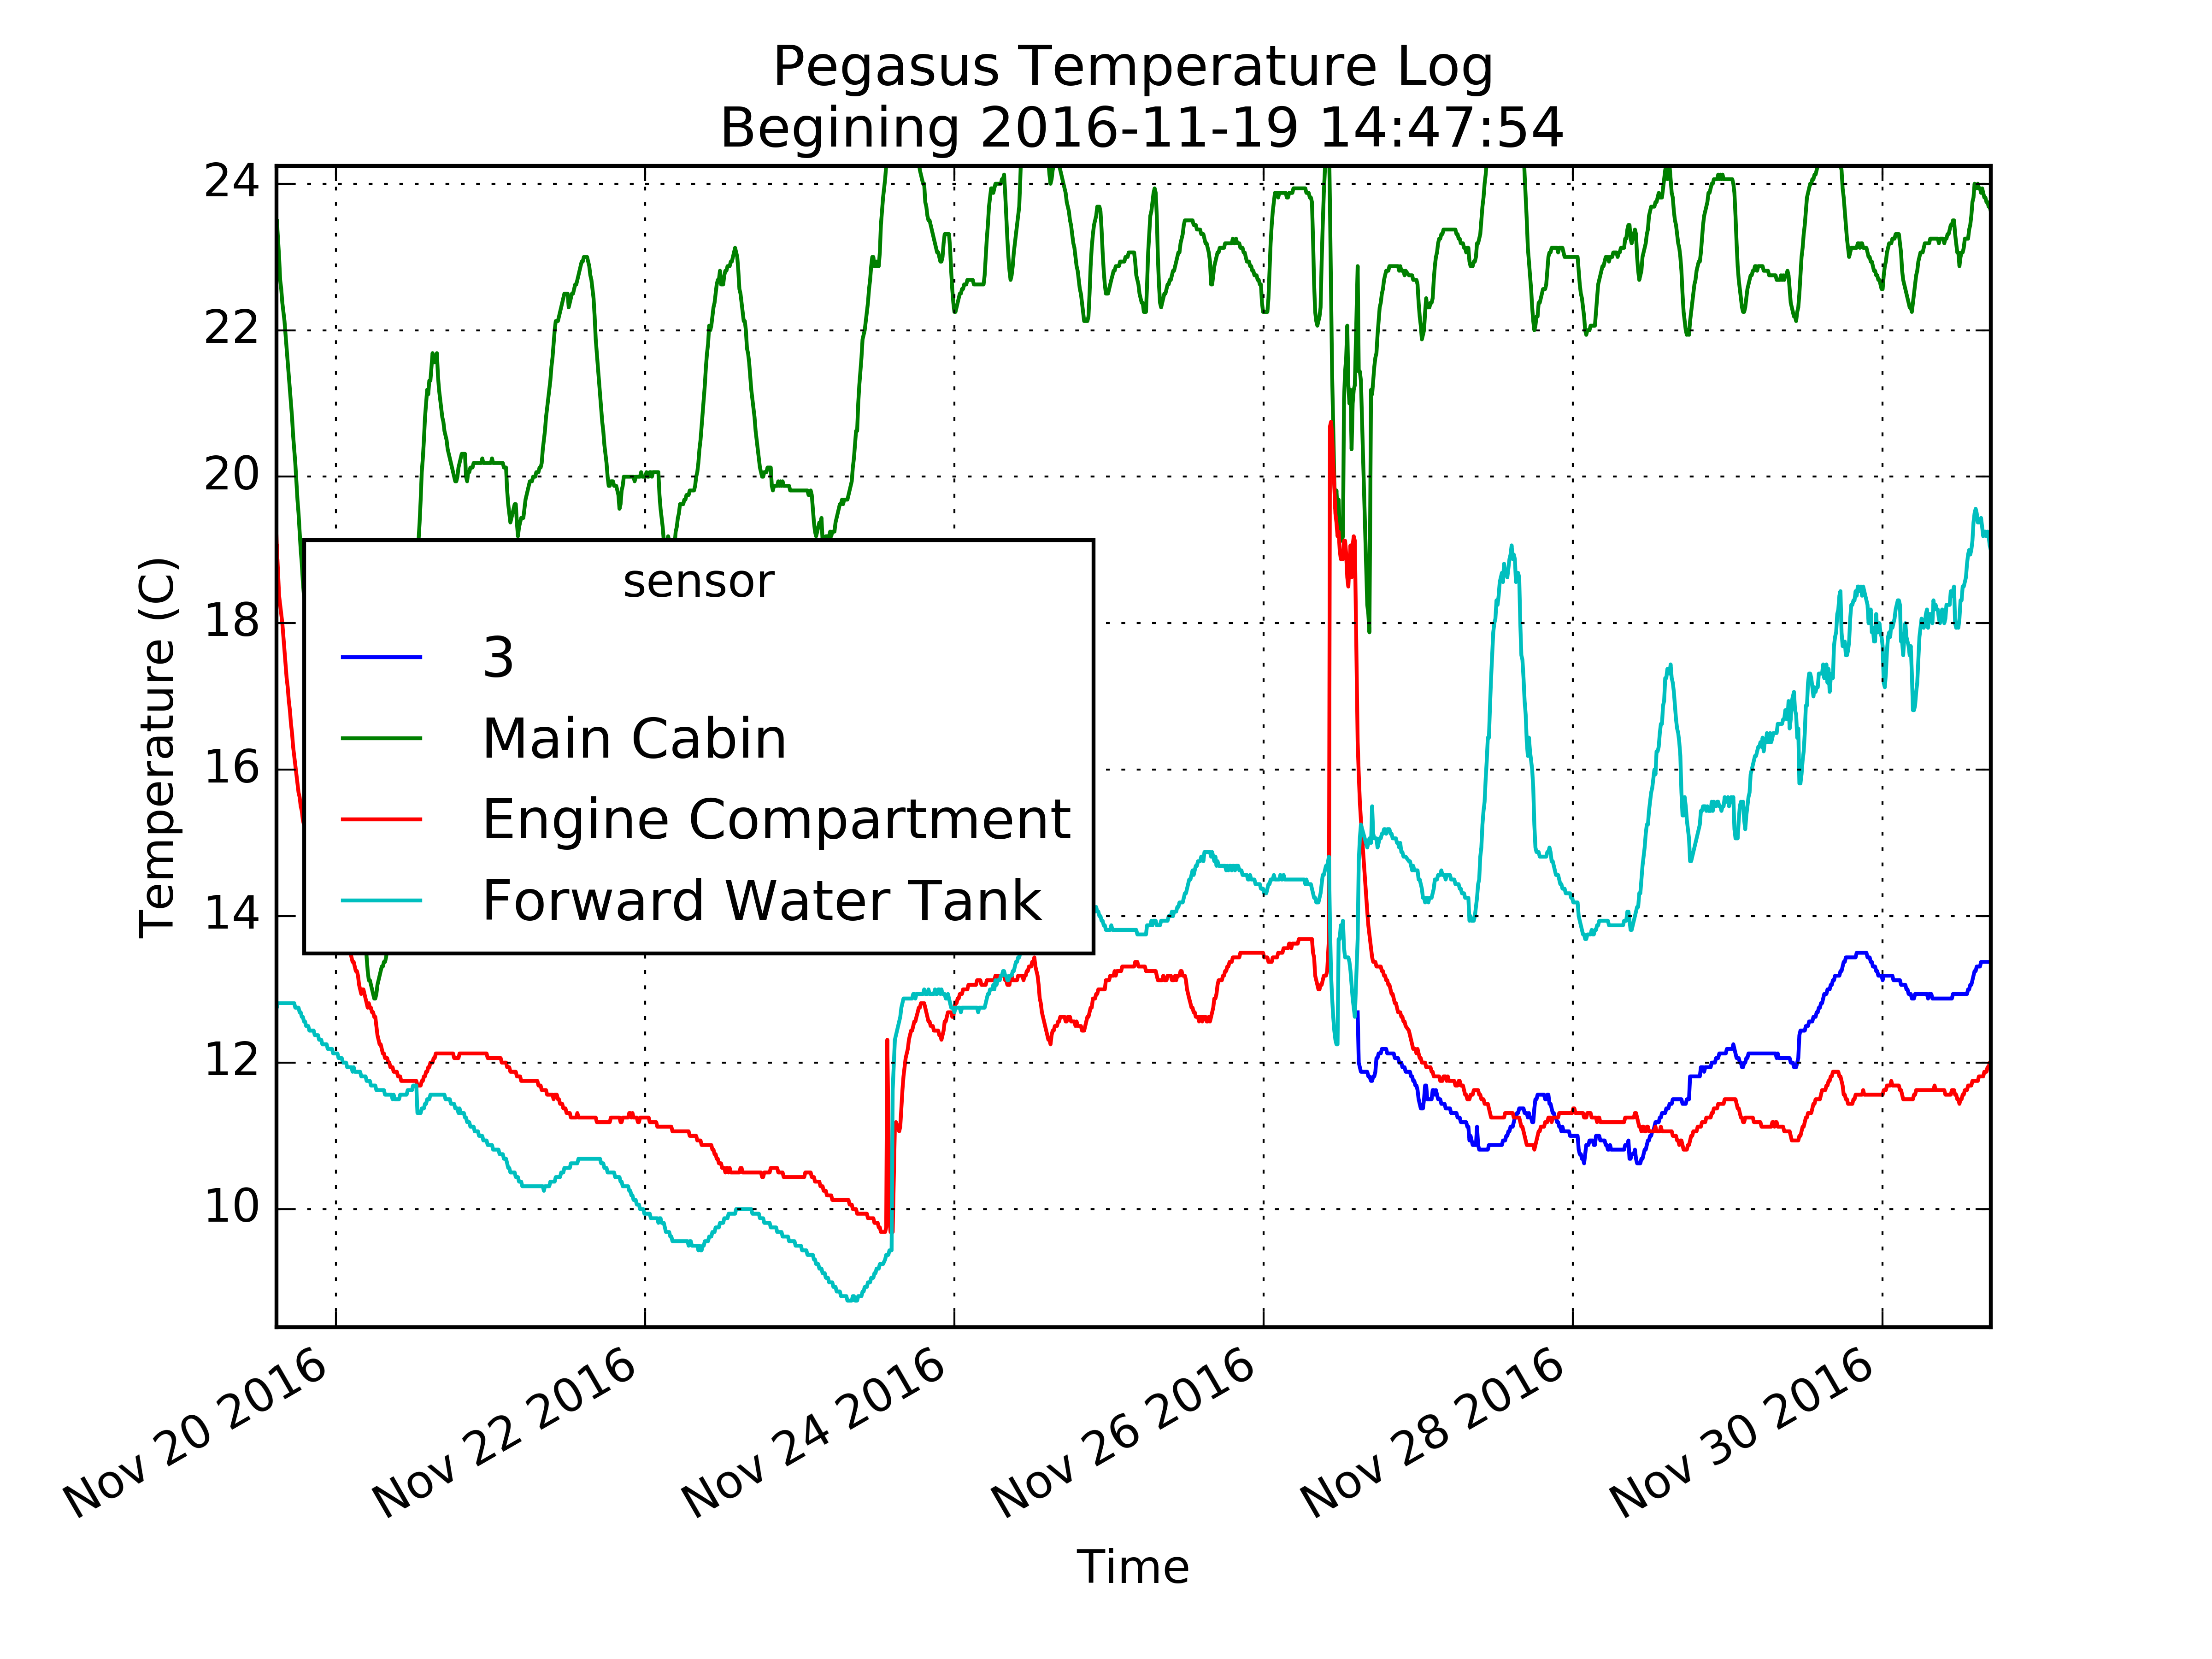 Pegasus Temperature Log
Begining 2016-11-19 14:47:54
24
22
20
18
16
14
12
10
Temperature (C)
sensor
3
Main Cabin
Engine Compartment
Forward Water Tank
Nov 20 2016
Nov 22 2016
Nov 24 2016
Nov 26 2016
Nov 28 2016
Nov 30 2016
Time